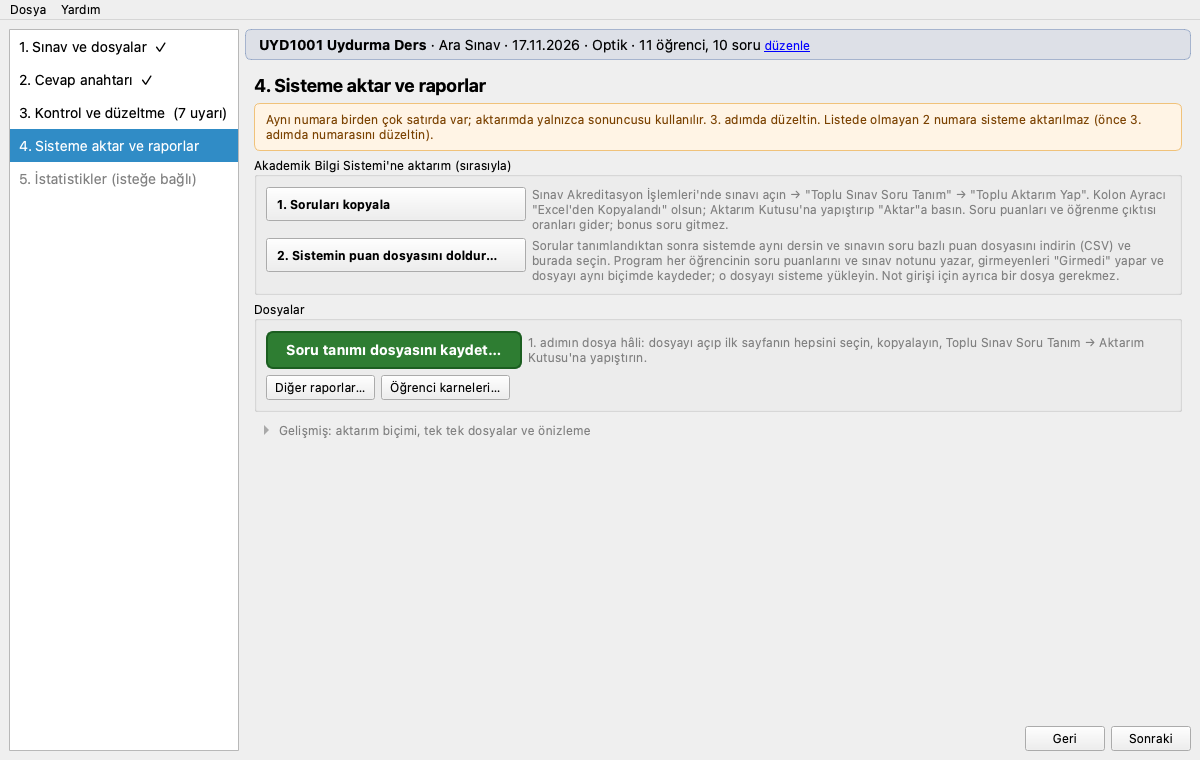 Dosya Yardım
1. Sınav ve dosyalar ✓
2. Cevap anahtarı ✓
3. Kontrol ve düzeltme (7 uyarı)
4. Sisteme aktar ve raporlar
5. İstatistikler (isteğe bağlı)
UYD1001 Uydurma Ders · Ara Sınav · 17.11.2026 · Optik · 11 öğrenci, 10 soru düzenle
4. Sisteme aktar ve raporlar
Aynı numara birden çok satırda var; aktarımda yalnızca sonuncusu kullanılır. 3. adımda düzeltin. Listede olmayan 2 numara sisteme aktarılmaz (önce 3.
adımda numarasını düzeltin).
Akademik Bilgi Sistemi'ne aktarım (sırasıyla)
1. Soruları kopyala
Sınav Akreditasyon İşlemleri'nde sınavı açın → "Toplu Sınav Soru Tanım" → "Toplu Aktarım Yap". Kolon Ayracı
"Excel'den Kopyalandı" olsun; Aktarım Kutusu'na yapıştırıp "Aktar"a basın. Soru puanları ve öğrenme çıktısı
oranları gider; bonus soru gitmez.
2. Sistemin puan dosyasını doldur...
Sorular tanımlandıktan sonra sistemde aynı dersin ve sınavın soru bazlı puan dosyasını indirin (CSV) ve
burada seçin. Program her öğrencinin soru puanlarını ve sınav notunu yazar, girmeyenleri "Girmedi" yapar ve
dosyayı aynı biçimde kaydeder; o dosyayı sisteme yükleyin. Not girişi için ayrıca bir dosya gerekmez.
Dosyalar
Soru tanımı dosyasını kaydet...
1. adımın dosya hâli: dosyayı açıp ilk sayfanın hepsini seçin, kopyalayın, Toplu Sınav Soru Tanım → Aktarım
Kutusu'na yapıştırın.
Diğer raporlar... Öğrenci karneleri...
Gelişmiş: aktarım biçimi, tek tek dosyalar ve önizleme
Geri Sonraki